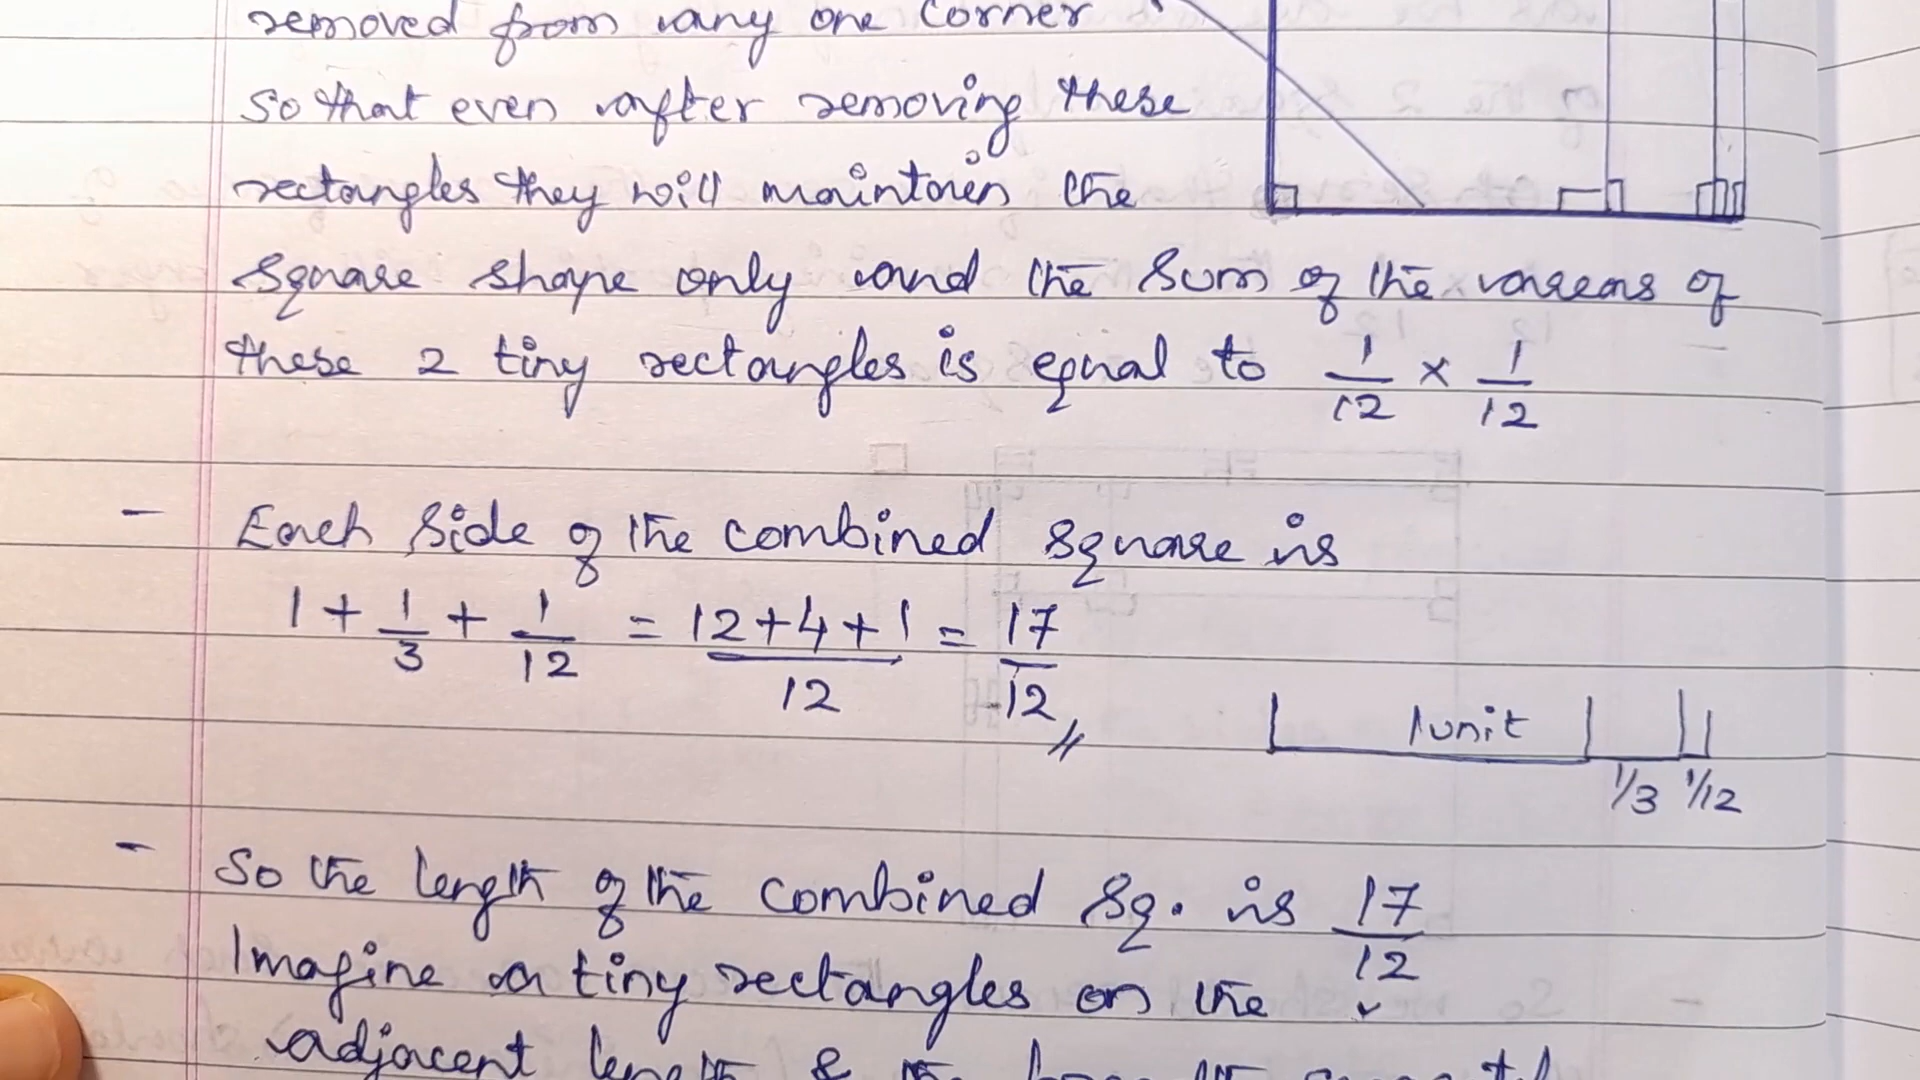 removed from any one corner
so that even after removing these
rectangles they will maintain the
square shape only and the sum of the areas of
these 2 tiny rectangles is equal to 1/12 × 1/12
- Each side of the combined square is
1 + 1/3 + 1/12 = 12+4+1/12 = 17/12
1 unit
1/3 1/12
- So the length of the combined sq. is 17/12
Imagine a tiny rectangles on the
adjacent length & the